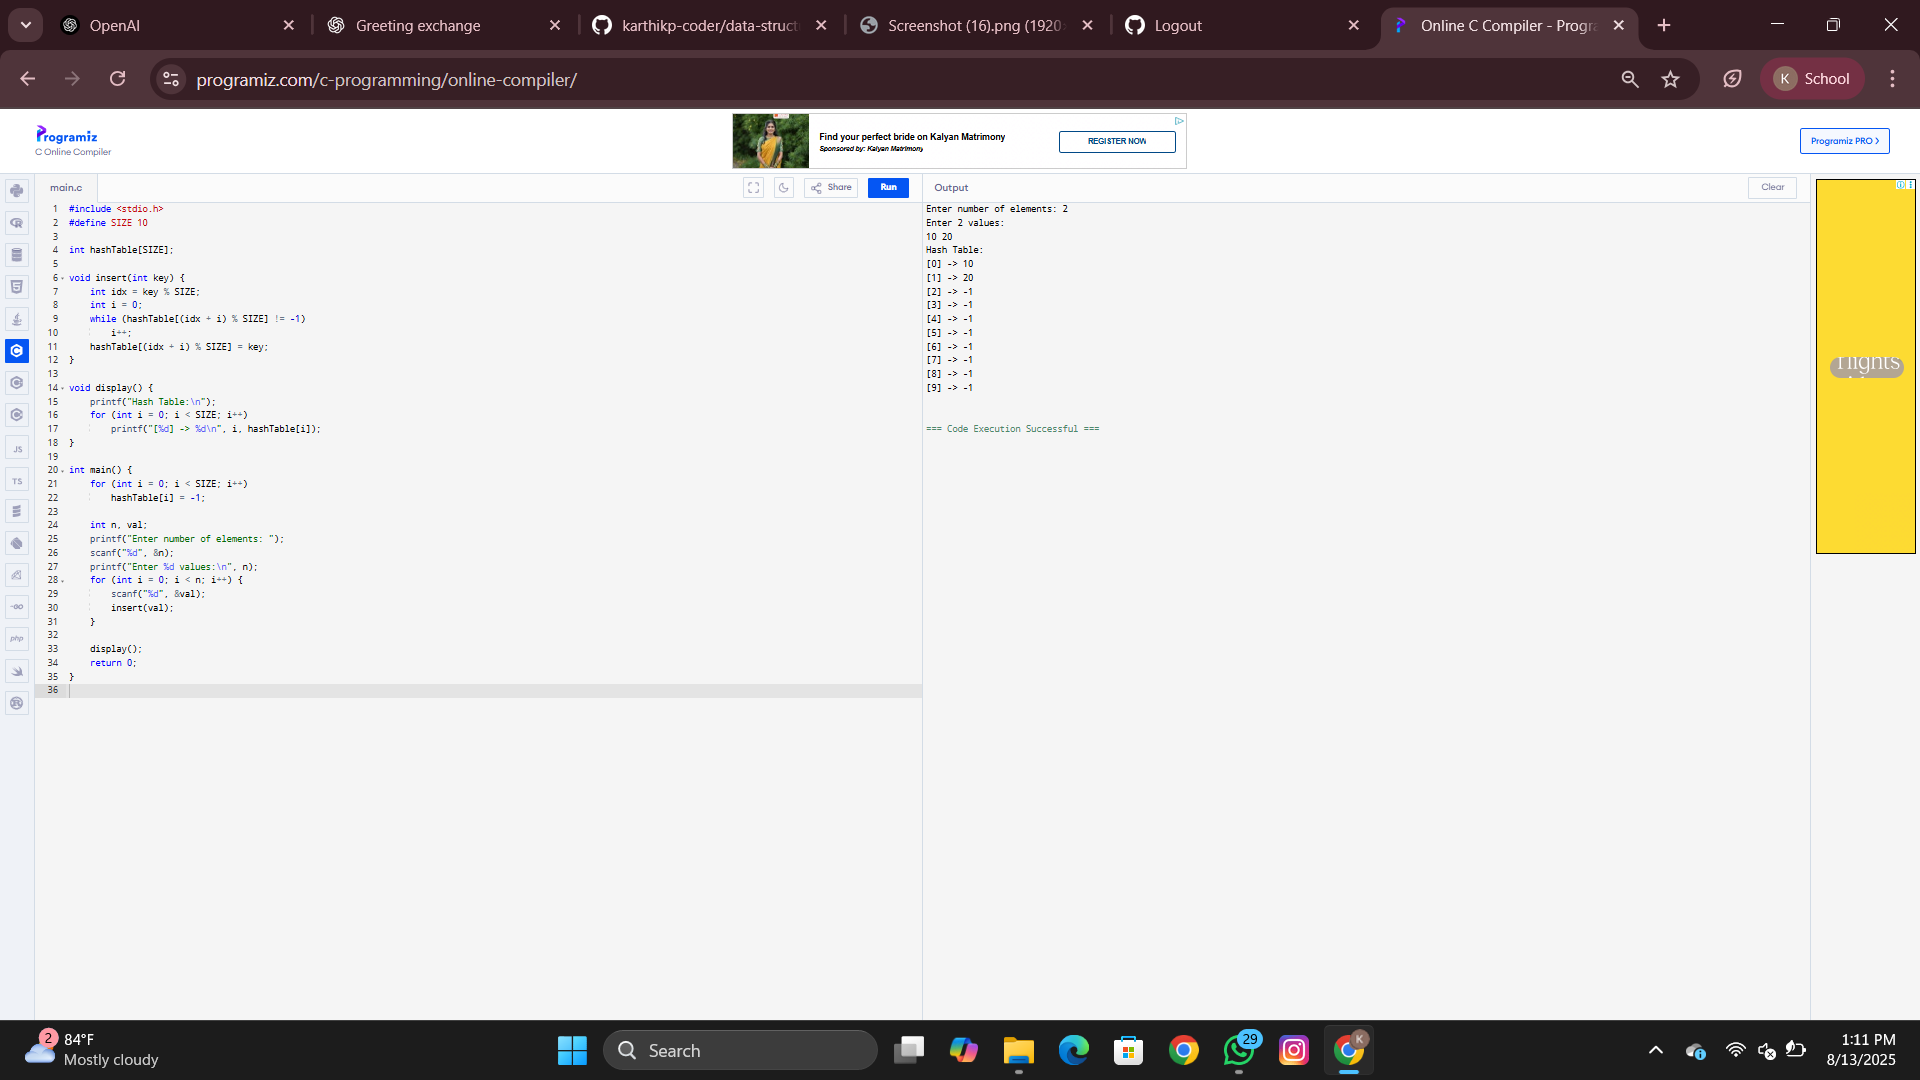 OpenAI
Greeting exchange
karthikp-coder/data-struct
Screenshot (16).png (1920
Logout
Online C Compiler - Progra
programiz.com/c-programming/online-compiler/
K School
Programiz
C Online Compiler
Find your perfect bride on Kalyan Matrimony
Sponsored by: Kalyan Matrimony
REGISTER NOW
Programiz PRO >
main.c
Share
Run
Output
Clear
1 #include <stdio.h>
2 #define SIZE 10
3
4 int hashTable[SIZE];
5
6 void insert(int key) {
7 int idx = key % SIZE;
8 int i = 0;
9 while (hashTable[(idx + i) % SIZE] != -1)
10 i++;
11 hashTable[(idx + i) % SIZE] = key;
12 }
13
14 void display() {
15 printf("Hash Table:\n");
16 for (int i = 0; i < SIZE; i++)
17 printf("[%d] -> %d\n", i, hashTable[i]);
18 }
19
20 int main() {
21 for (int i = 0; i < SIZE; i++)
22 hashTable[i] = -1;
23
24 int n, val;
25 printf("Enter number of elements: ");
26 scanf("%d", &n);
27 printf("Enter %d values:\n", n);
28 for (int i = 0; i < n; i++) {
29 scanf("%d", &val);
30 insert(val);
31 }
32
33 display();
34 return 0;
35 }
36
Enter number of elements: 2
Enter 2 values:
10 20
Hash Table:
[0] -> 10
[1] -> 20
[2] -> -1
[3] -> -1
[4] -> -1
[5] -> -1
[6] -> -1
[7] -> -1
[8] -> -1
[9] -> -1
=== Code Execution Successful ===
flights
JS
TS
-GO
php
2
84°F
Mostly cloudy
Search
29
K
1:11 PM
8/13/2025